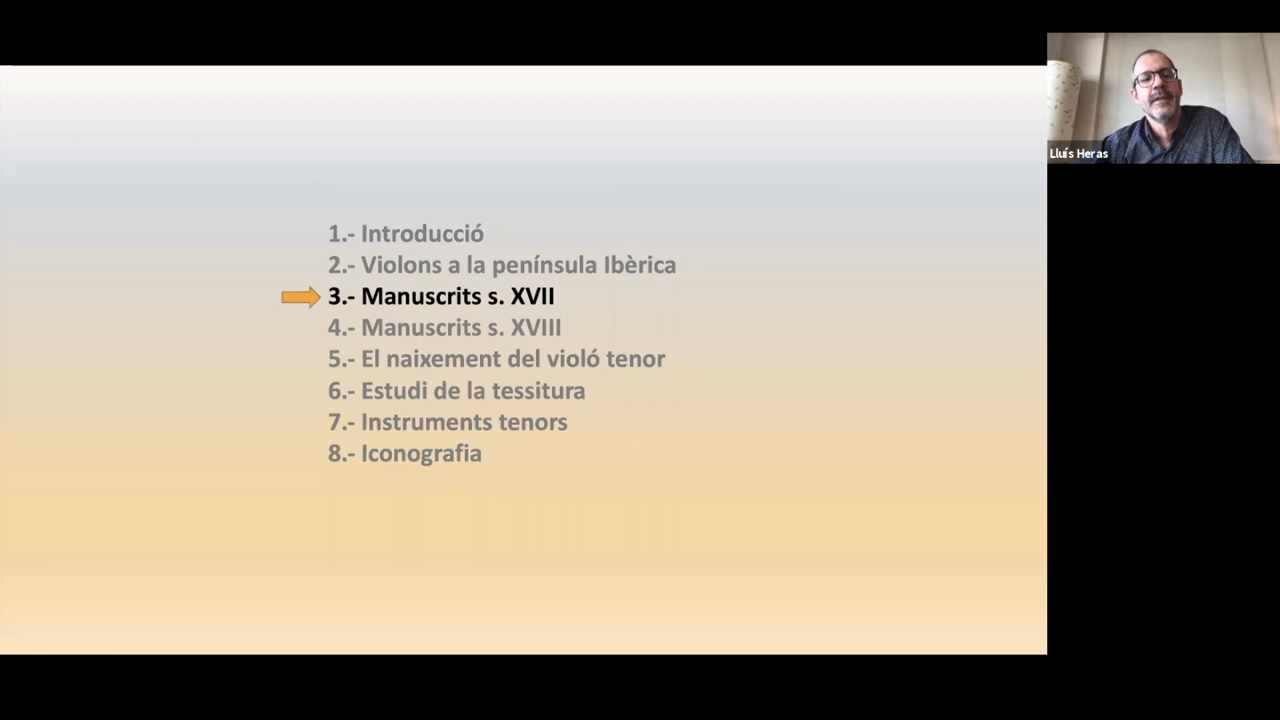 1.- Introducció
2.- Violons a la península Ibèrica
3.- Manuscrits s. XVII
4.- Manuscrits s. XVIII
5.- El naixement del violó tenor
6.- Estudi de la tessitura
7.- Instruments tenors
8.- Iconografia
Lluís Heras